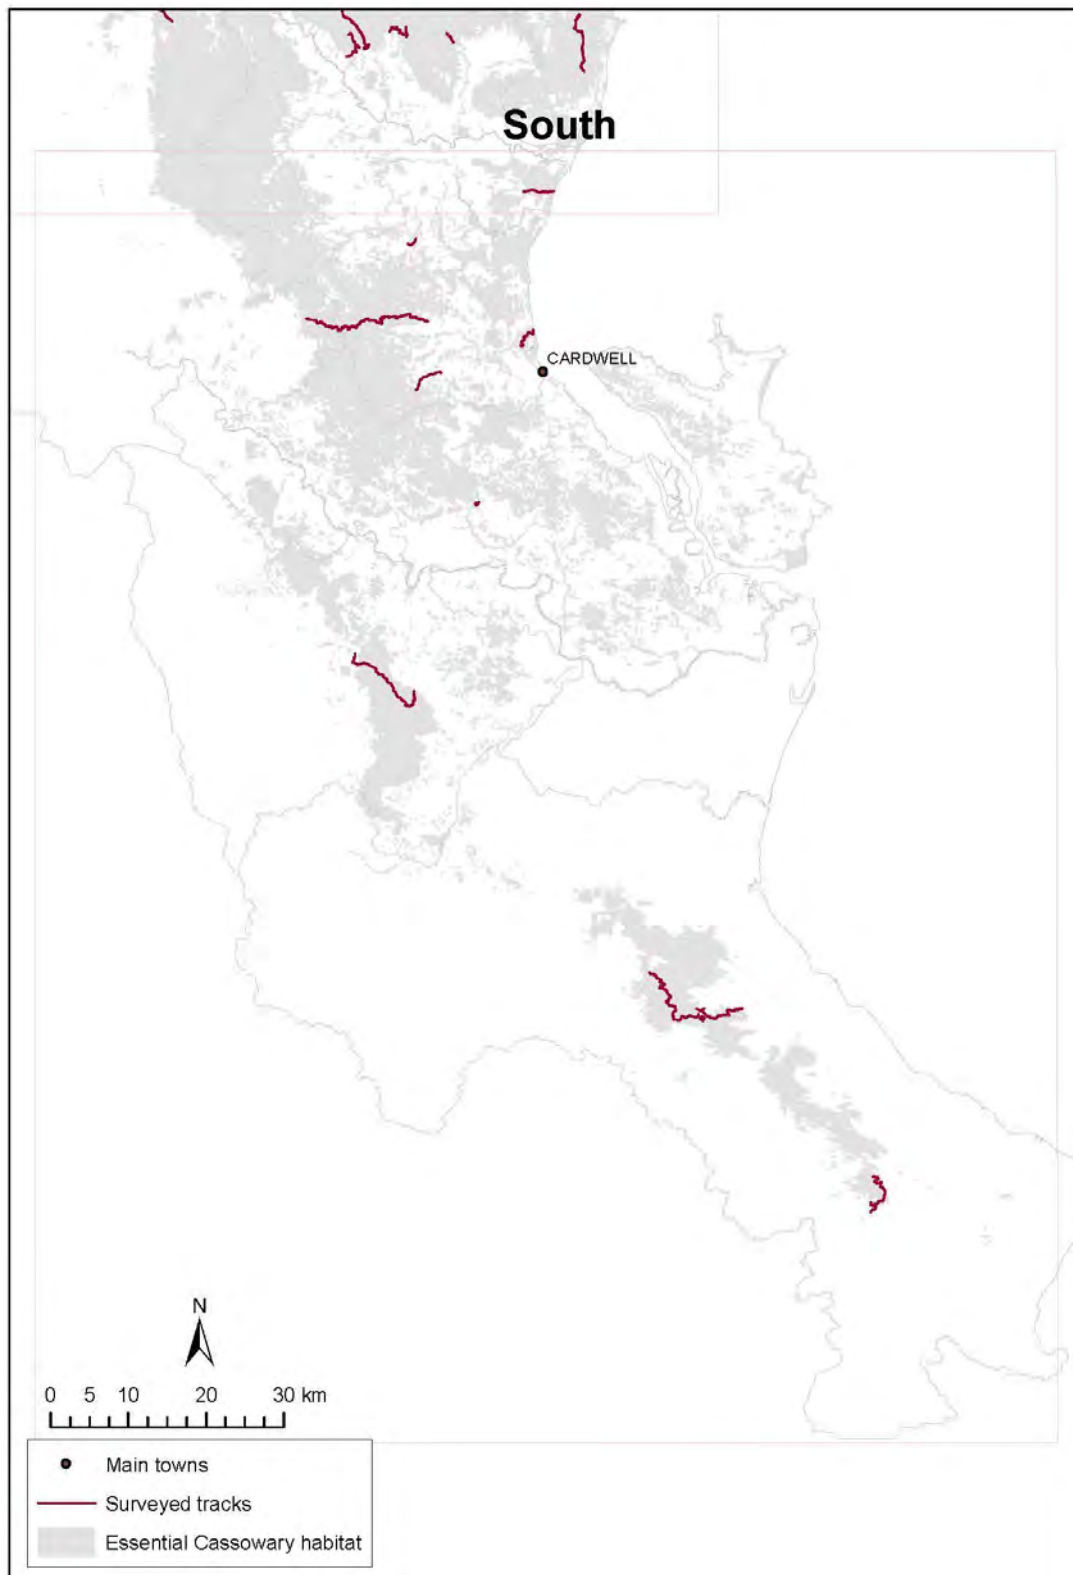 South
CARDWELL
N
0 5 10 20 30 km
Main towns
Surveyed tracks
Essential Cassowary habitat